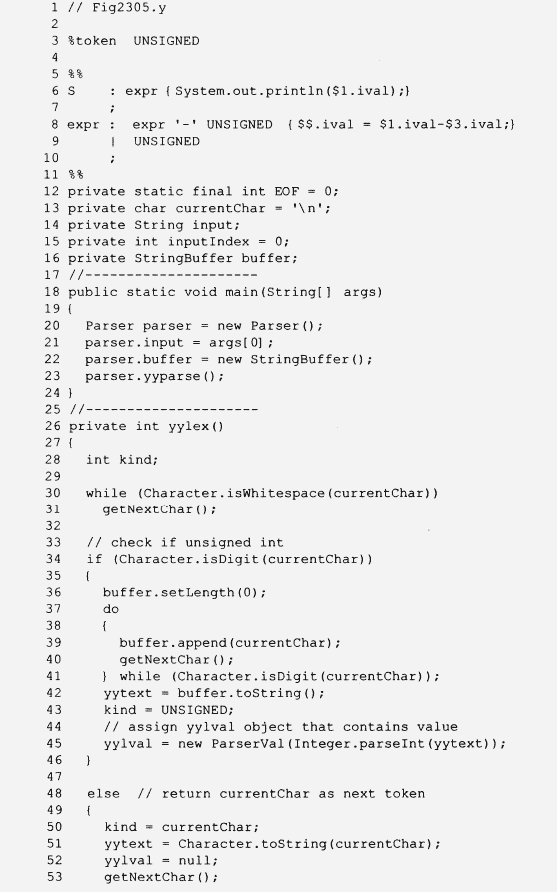 1 // Fig2305.y
2
3 %token  UNSIGNED
4
5 %%
6 S    : expr {System.out.println($1.ival);}
7      ;
8 expr :  expr '-' UNSIGNED  {$$.ival = $1.ival-$3.ival;}
9      |  UNSIGNED
10      ;
11 %%
12 private static final int EOF = 0;
13 private char currentChar = '\n';
14 private String input;
15 private int inputIndex = 0;
16 private StringBuffer buffer;
17 //---------------------
18 public static void main(String[] args)
19 {
20   Parser parser = new Parser();
21   parser.input = args[0];
22   parser.buffer = new StringBuffer();
23   parser.yyparse();
24 }
25 //---------------------
26 private int yylex()
27 {
28   int kind;
29
30   while (Character.isWhitespace(currentChar))
31     getNextChar();
32
33   // check if unsigned int
34   if (Character.isDigit(currentChar))
35   {
36     buffer.setLength(0);
37     do
38     {
39       buffer.append(currentChar);
40       getNextChar();
41     } while (Character.isDigit(currentChar));
42     yytext = buffer.toString();
43     kind = UNSIGNED;
44     // assign yylval object that contains value
45     yylval = new ParserVal(Integer.parseInt(yytext));
46   }
47
48   else  // return currentChar as next token
49   {
50     kind = currentChar;
51     yytext = Character.toString(currentChar);
52     yylval = null;
53     getNextChar();